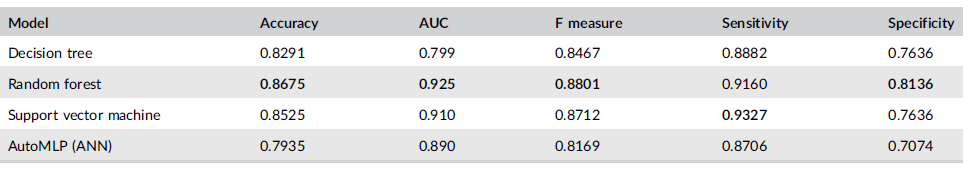 Model Accuracy AUC F measure Sensitivity Specificity
Decision tree 0.8291 0.799 0.8467 0.8882 0.7636
Random forest 0.8675 0.925 0.8801 0.9160 0.8136
Support vector machine 0.8525 0.910 0.8712 0.9327 0.7636
AutoMLP (ANN) 0.7935 0.890 0.8169 0.8706 0.7074